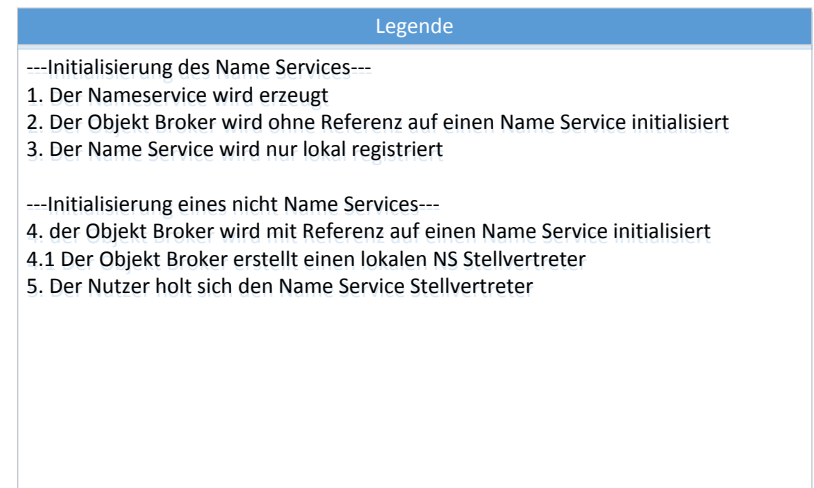 Legende
---Initialisierung des Name Services---
1. Der Nameservice wird erzeugt
2. Der Objekt Broker wird ohne Referenz auf einen Name Service initialisiert
3. Der Name Service wird nur lokal registriert
---Initialisierung eines nicht Name Services---
4. der Objekt Broker wird mit Referenz auf einen Name Service initialisiert
4.1 Der Objekt Broker erstellt einen lokalen NS Stellvertreter
5. Der Nutzer holt sich den Name Service Stellvertreter